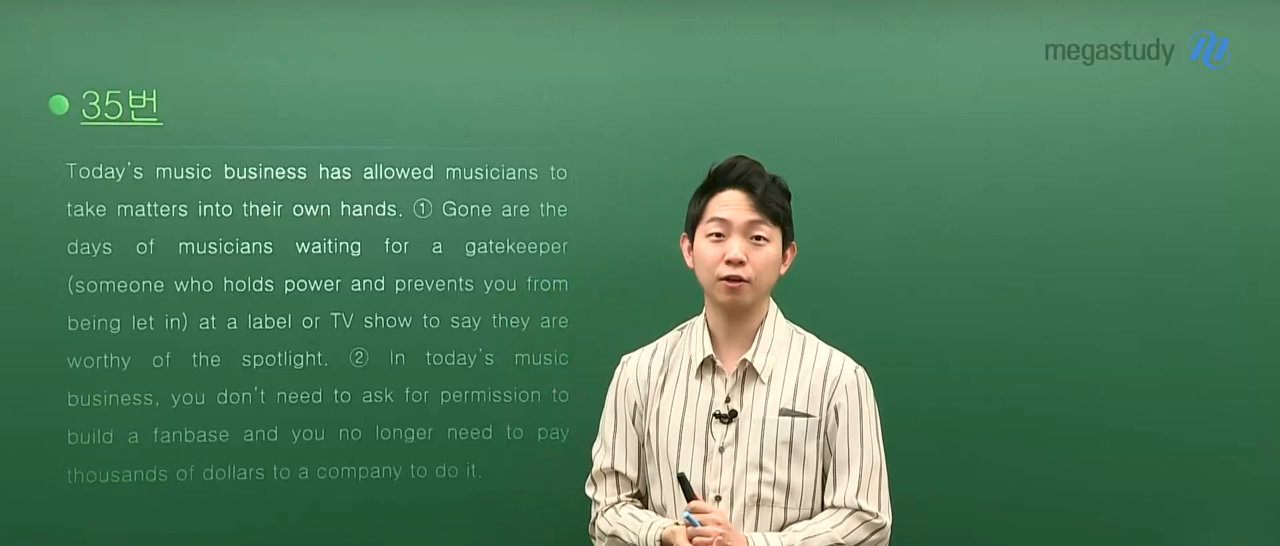 megastudy
35번
Today's music business has allowed musicians to
take matters into their own hands. ① Gone are the
days of musicians waiting for a gatekeeper
(someone who holds power and prevents you from
being let in) at a label or TV show to say they are
worthy of the spotlight. ② In today's music
business, you don't need to ask for permission to
build a fanbase and you no longer need to pay
thousands of dollars to a company to do it.